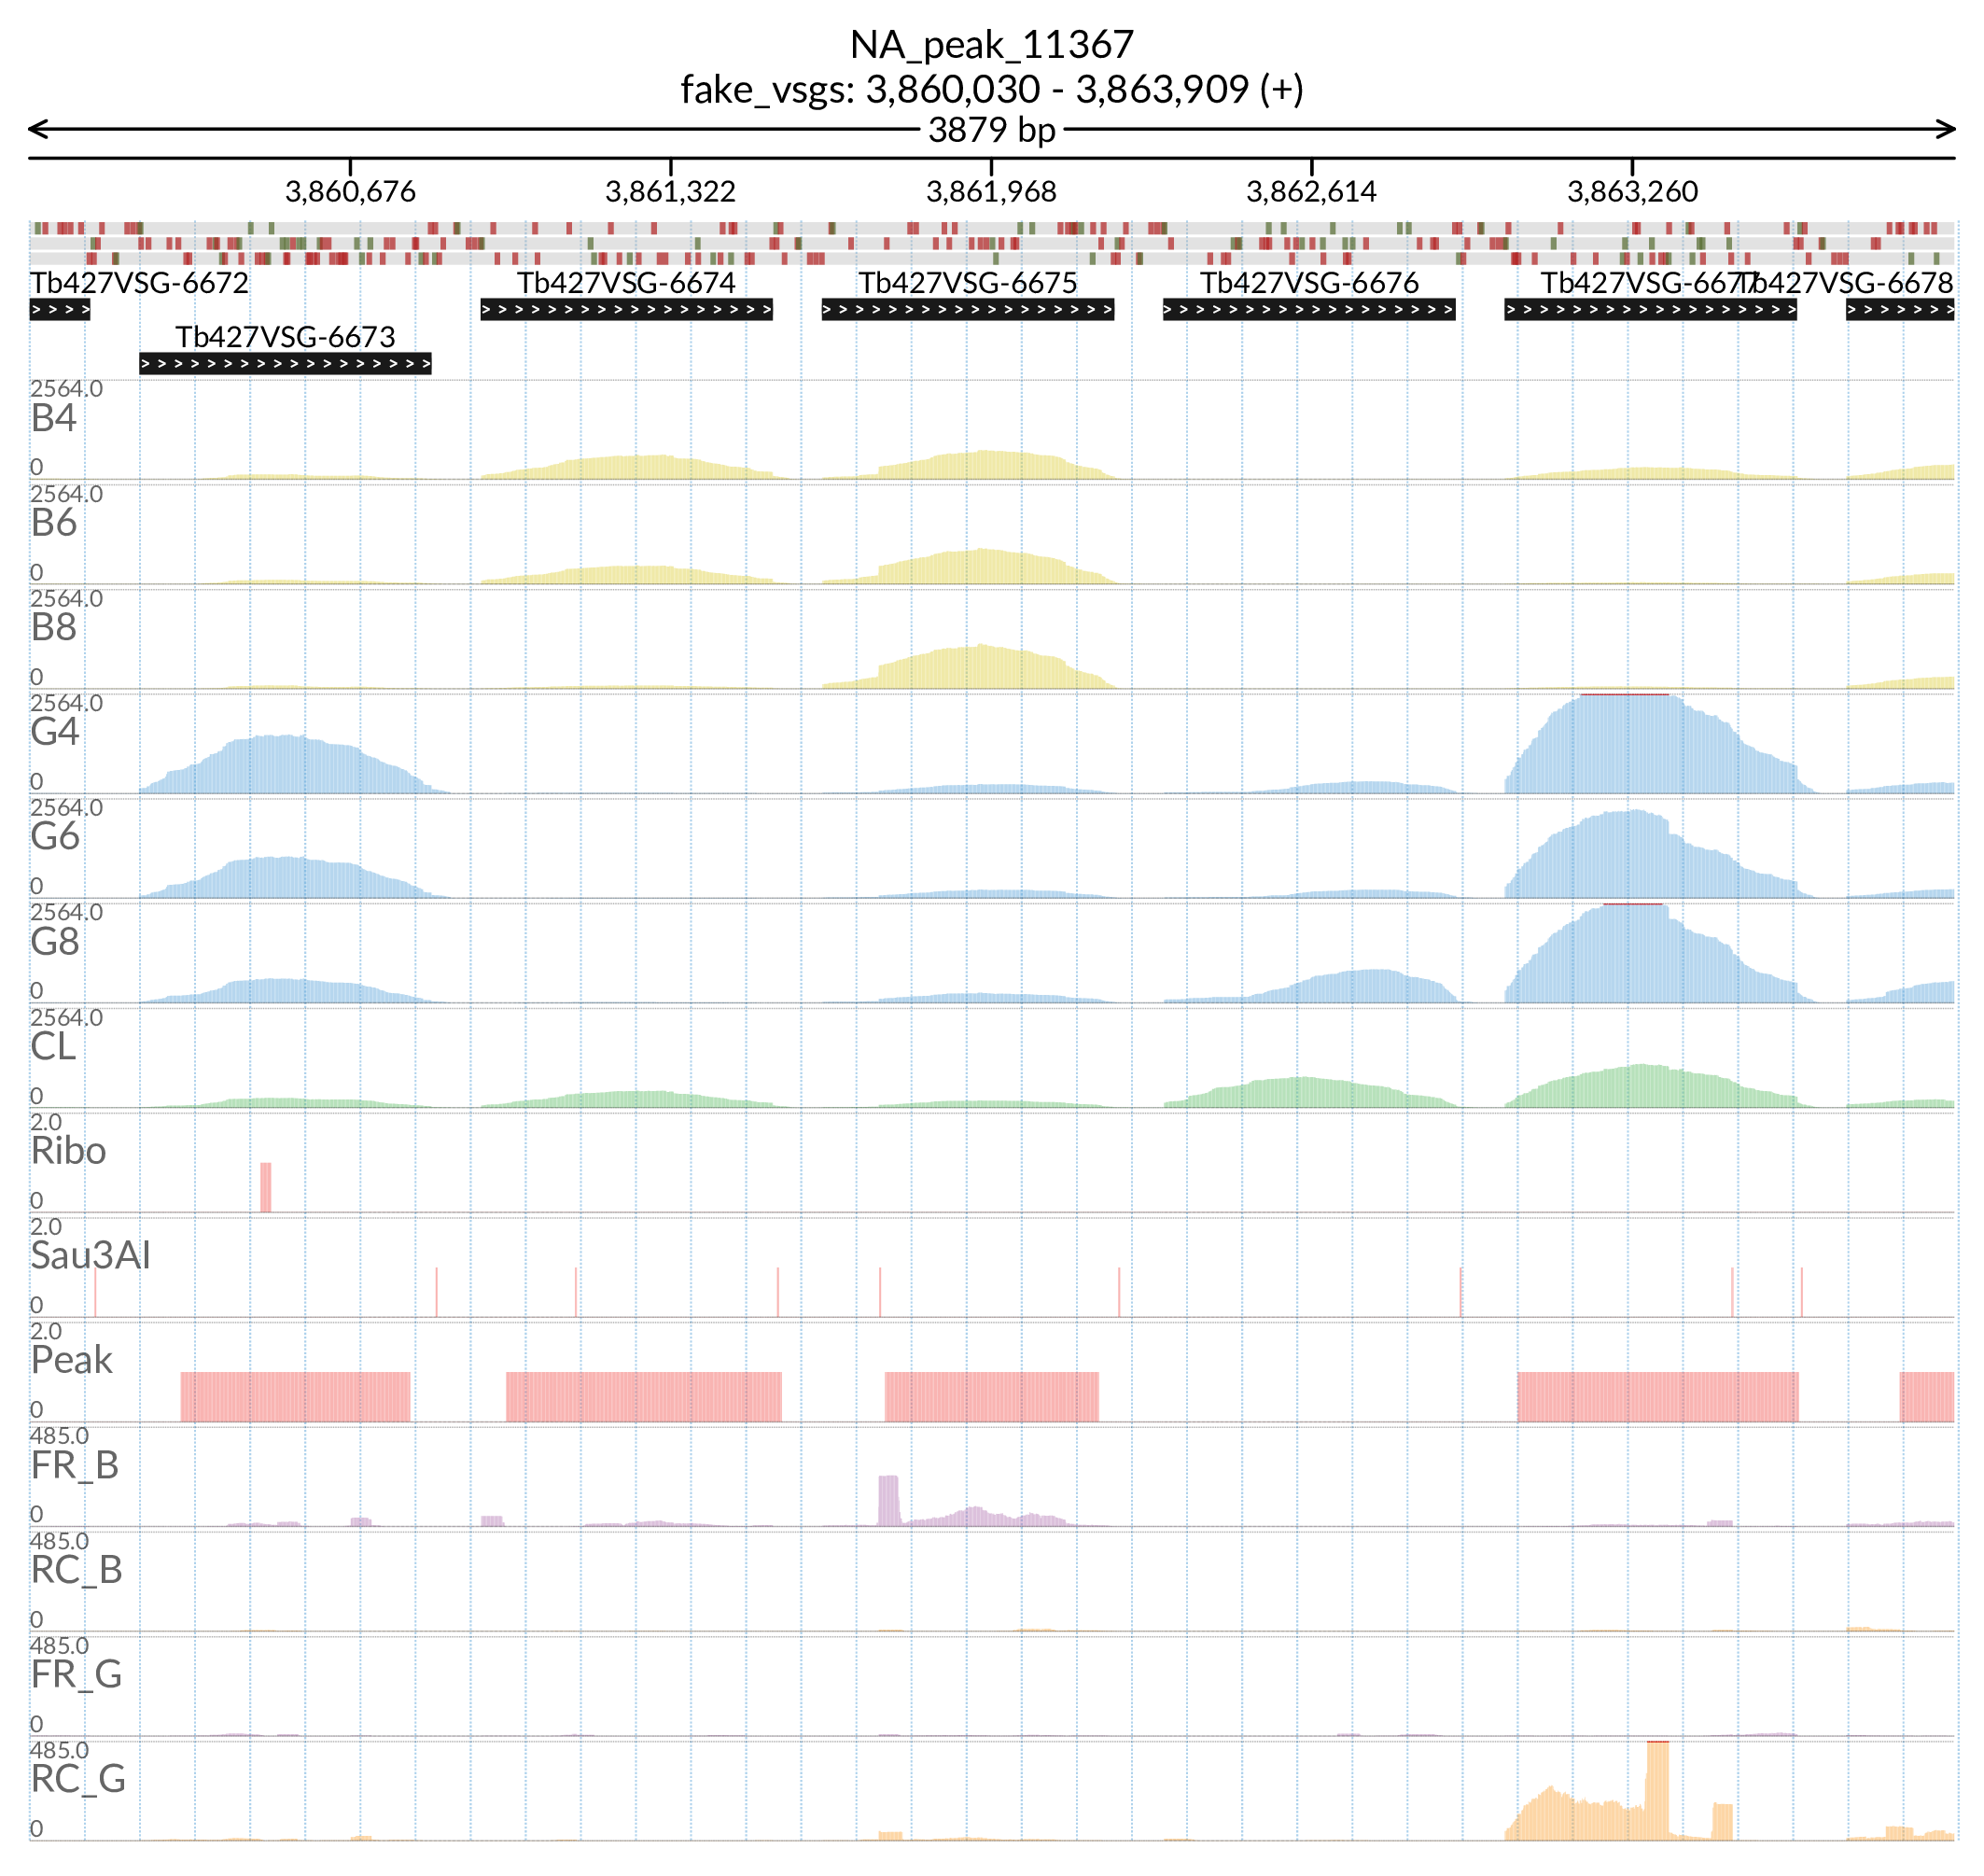 NA_peak_11367
fake_vsgs: 3,860,030 - 3,863,909 (+)
3879 bp
3,860,676 3,861,322 3,861,968 3,862,614 3,863,260
Tb427VSG-6672 Tb427VSG-6674 Tb427VSG-6675 Tb427VSG-6676 Tb427VSG-6677 Tb427VSG-6678
Tb427VSG-6673
2564.0
B4
0
2564.0
B6
0
2564.0
B8
0
2564.0
G4
0
2564.0
G6
0
2564.0
G8
0
2564.0
CL
0
2.0
Ribo
0
2.0
Sau3AI
0
2.0
Peak
0
485.0
FR_B
0
485.0
RC_B
0
485.0
FR_G
0
485.0
RC_G
0